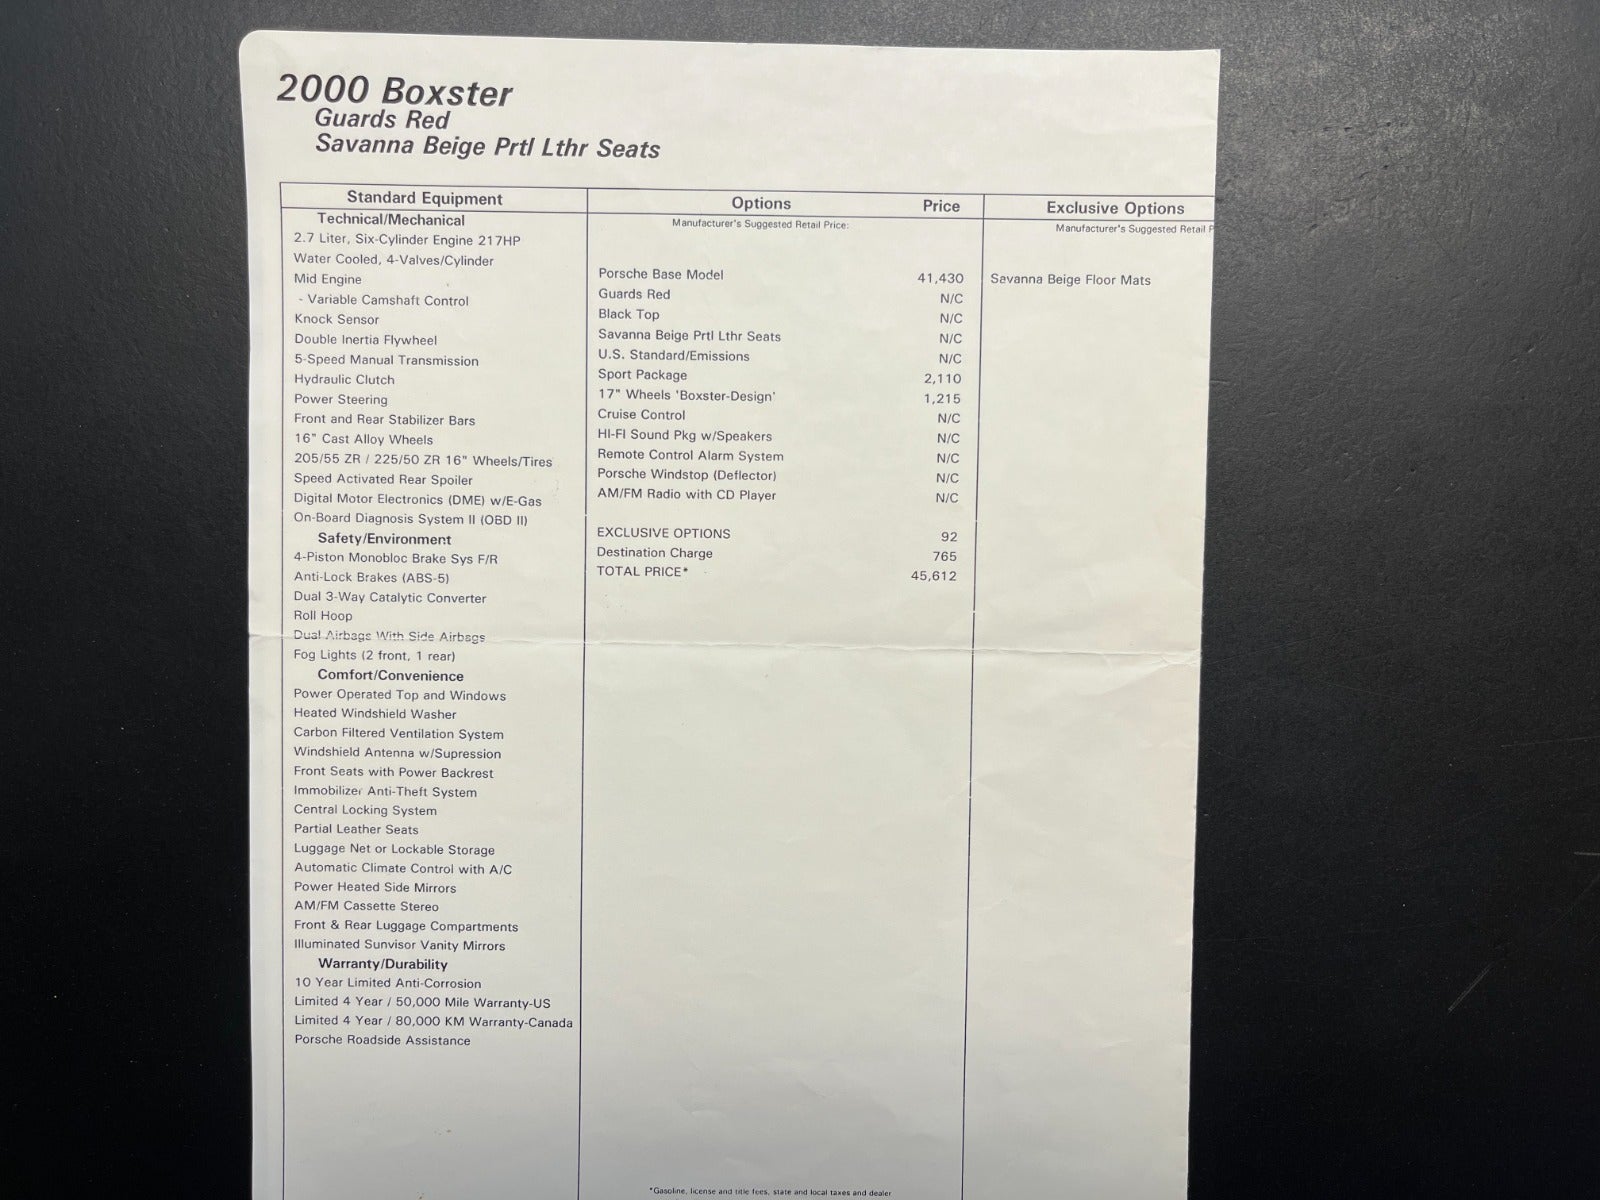 2000 Boxster
Guards Red
Savanna Beige Prtl Lthr Seats
Standard Equipment
Technical/Mechanical
2.7 Liter, Six-Cylinder Engine 217HP
Water Cooled, 4-Valves/Cylinder
Mid Engine
- Variable Camshaft Control
Knock Sensor
Double Inertia Flywheel
5-Speed Manual Transmission
Hydraulic Clutch
Power Steering
Front and Rear Stabilizer Bars
16" Cast Alloy Wheels
205/55 ZR / 225/50 ZR 16" Wheels/Tires
Speed Activated Rear Spoiler
Digital Motor Electronics (DME) w/E-Gas
On-Board Diagnosis System II (OBD II)
Safety/Environment
4-Piston Monobloc Brake Sys F/R
Anti-Lock Brakes (ABS-5)
Dual 3-Way Catalytic Converter
Roll Hoop
Dual Airbags With Side Airbags
Fog Lights (2 front, 1 rear)
Comfort/Convenience
Power Operated Top and Windows
Heated Windshield Washer
Carbon Filtered Ventilation System
Windshield Antenna w/Supression
Front Seats with Power Backrest
Immobilizer Anti-Theft System
Central Locking System
Partial Leather Seats
Luggage Net or Lockable Storage
Automatic Climate Control with A/C
Power Heated Side Mirrors
AM/FM Cassette Stereo
Front & Rear Luggage Compartments
Illuminated Sunvisor Vanity Mirrors
Warranty/Durability
10 Year Limited Anti-Corrosion
Limited 4 Year / 50,000 Mile Warranty-US
Limited 4 Year / 80,000 KM Warranty-Canada
Porsche Roadside Assistance
Options Price
Manufacturer's Suggested Retail Price:
Porsche Base Model 41,430
Guards Red N/C
Black Top N/C
Savanna Beige Prtl Lthr Seats N/C
U.S. Standard/Emissions N/C
Sport Package 2,110
17" Wheels 'Boxster-Design' 1,215
Cruise Control N/C
HI-FI Sound Pkg w/Speakers N/C
Remote Control Alarm System N/C
Porsche Windstop (Deflector) N/C
AM/FM Radio with CD Player N/C
EXCLUSIVE OPTIONS 92
Destination Charge 765
TOTAL PRICE* 45,612
*Gasoline, license and title fees, state and local taxes and dealer
Exclusive Options
Manufacturer's Suggested Retail P
Savanna Beige Floor Mats